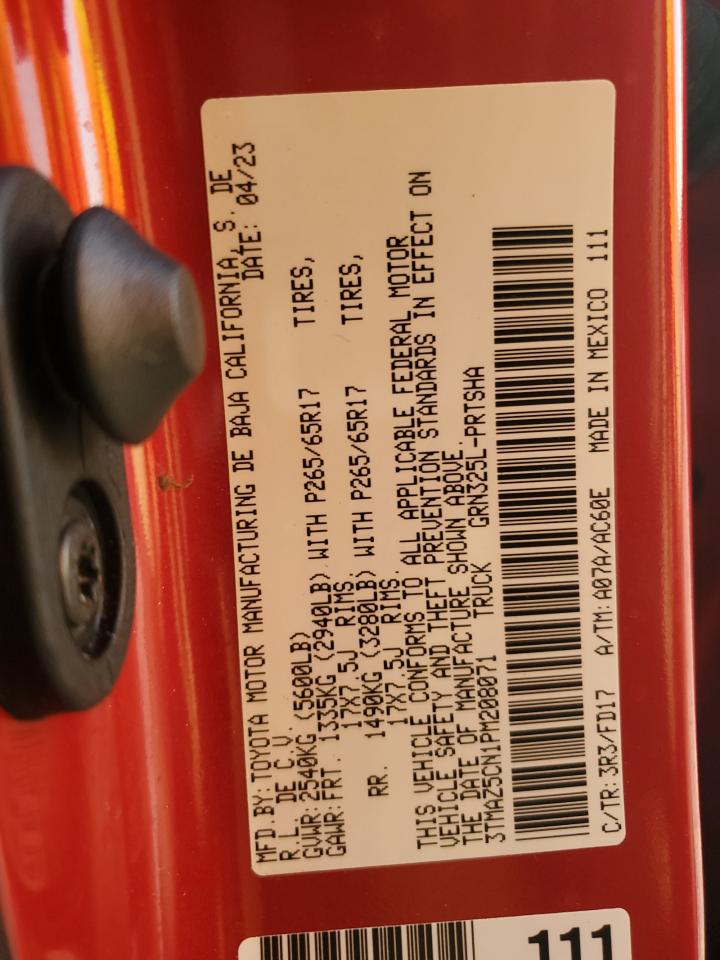 MFD.BY:TOYOTA MOTOR MANUFACTURING DE BAJA CALIFORNIA, S. DE
R.L. DE C.V. DATE: 04/23
GVWR:2540KG (5600LB)
GAWR:FRT. 1335KG (2940LB) WITH P265/65R17 TIRES,
17X7.5J RIMS.
RR. 1490KG (3280LB) WITH P265/65R17 TIRES,
17X7.5J RIMS.
THIS VEHICLE CONFORMS TO ALL APPLICABLE FEDERAL MOTOR
VEHICLE SAFETY AND THEFT PREVENTION STANDARDS IN EFFECT ON
THE DATE OF MANUFACTURE SHOWN ABOVE.
3TMAZ5CN1PM208071 TRUCK GRN325L-PRTSHA
C/TR:3R3/FD17 A/TM:A07A/AC60E MADE IN MEXICO 111
111